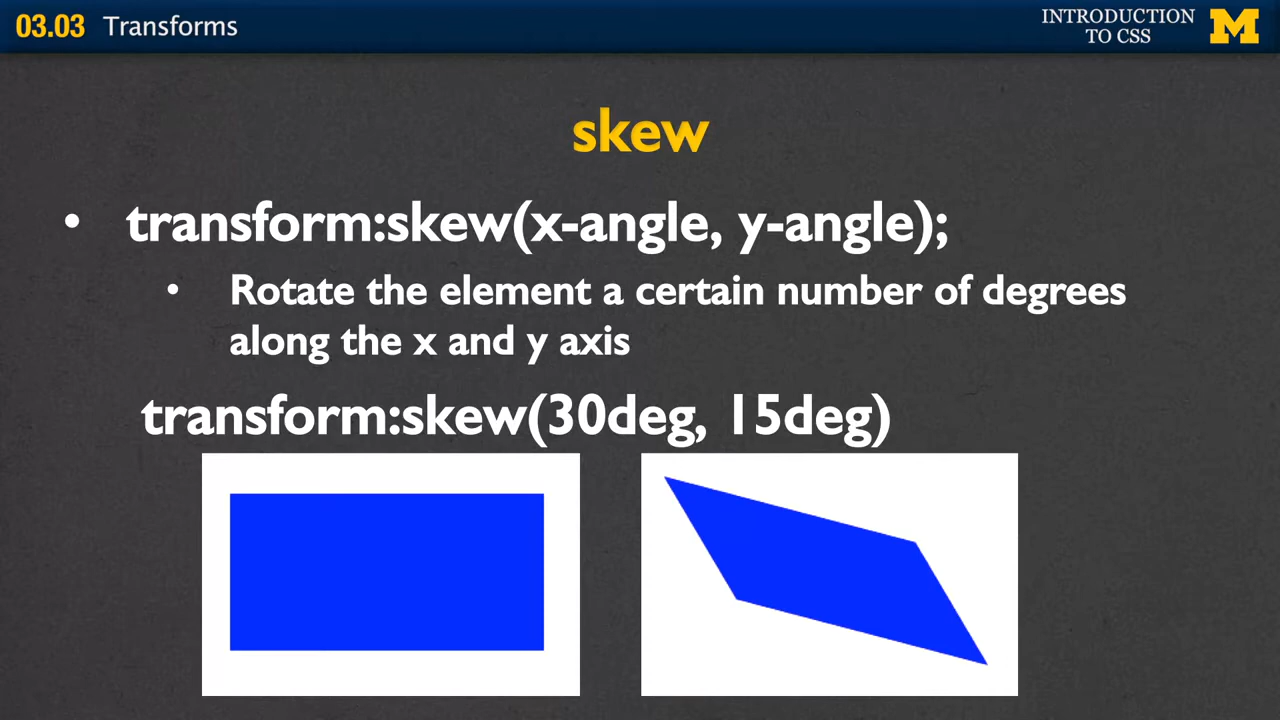 03.03 Transforms
INTRODUCTION
TO CSS
M
skew
• transform:skew(x-angle, y-angle);
• Rotate the element a certain number of degrees
along the x and y axis
transform:skew(30deg, 15deg)